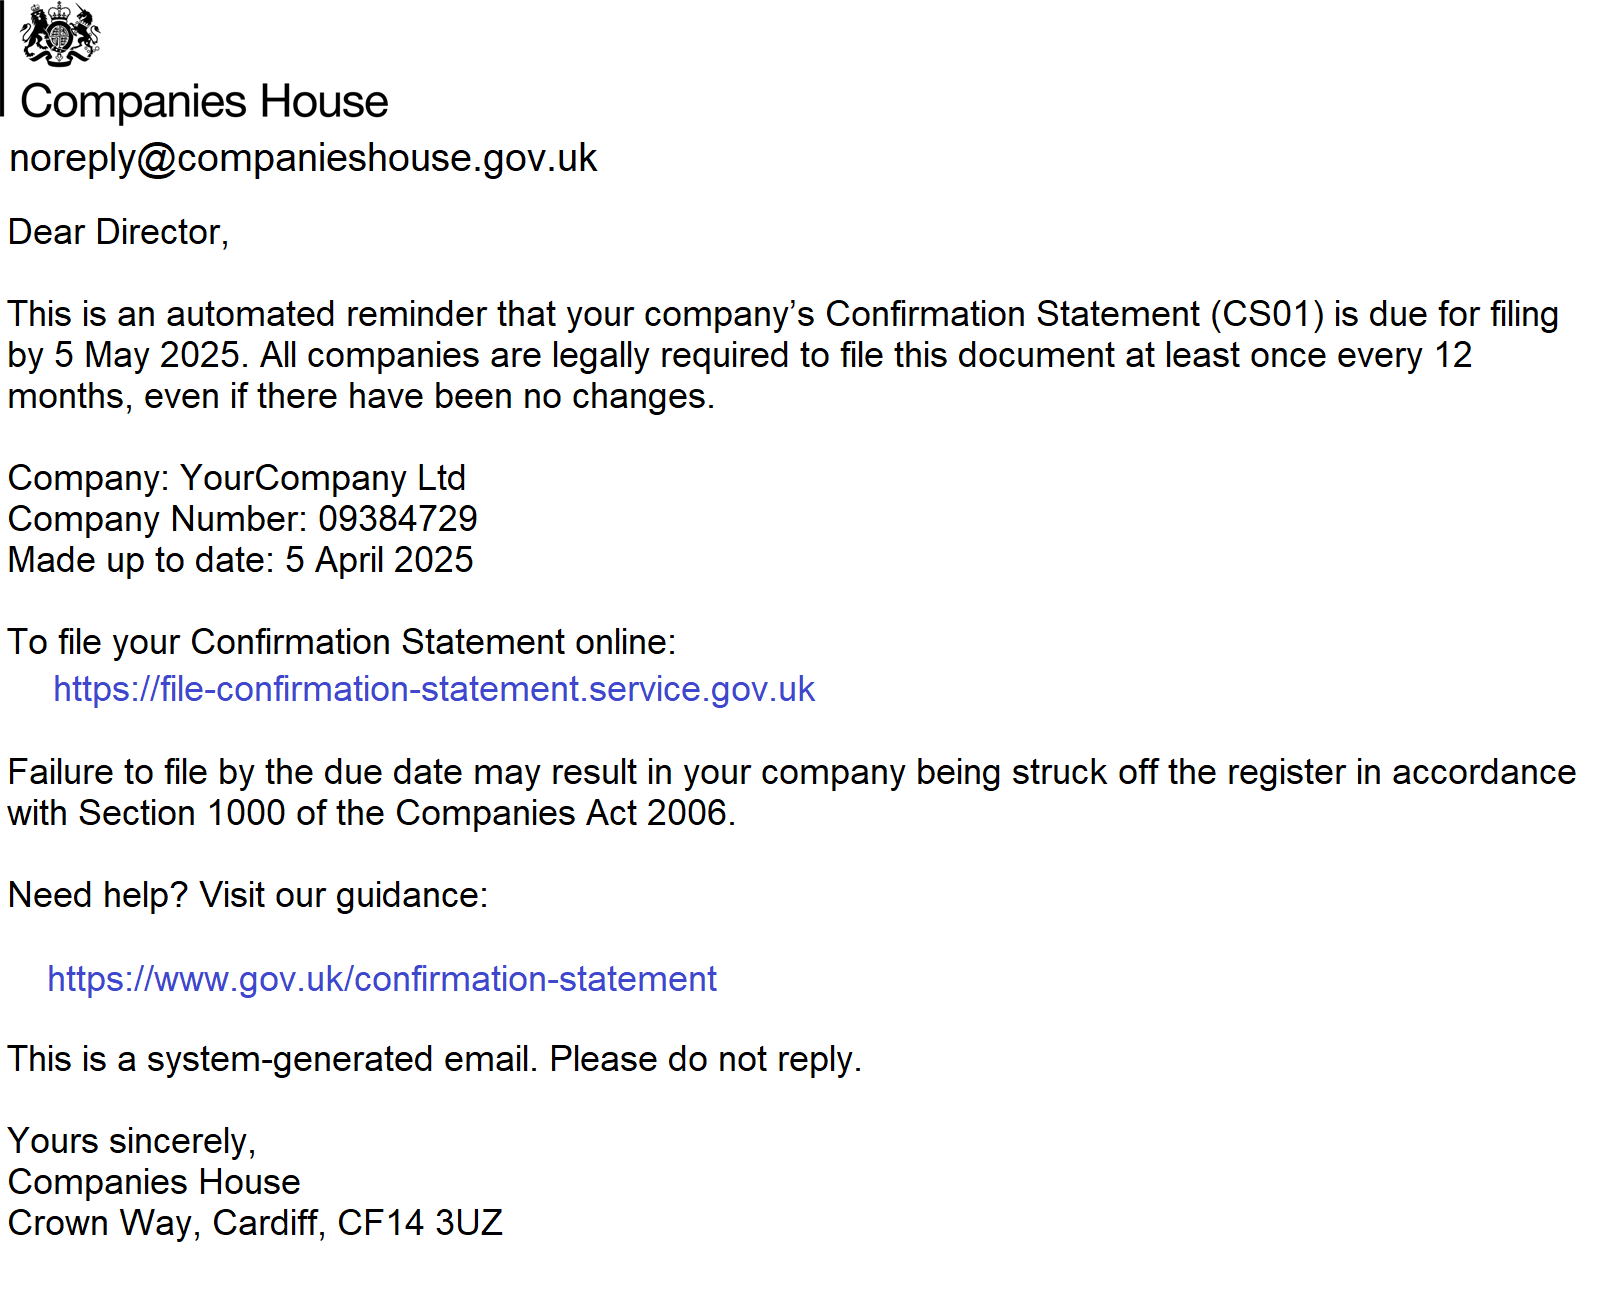 Companies House
noreply@companieshouse.gov.uk
Dear Director,
This is an automated reminder that your company’s Confirmation Statement (CS01) is due for filing
by 5 May 2025. All companies are legally required to file this document at least once every 12
months, even if there have been no changes.
Company: YourCompany Ltd
Company Number: 09384729
Made up to date: 5 April 2025
To file your Confirmation Statement online:
https://file-confirmation-statement.service.gov.uk
Failure to file by the due date may result in your company being struck off the register in accordance
with Section 1000 of the Companies Act 2006.
Need help? Visit our guidance:
https://www.gov.uk/confirmation-statement
This is a system-generated email. Please do not reply.
Yours sincerely,
Companies House
Crown Way, Cardiff, CF14 3UZ